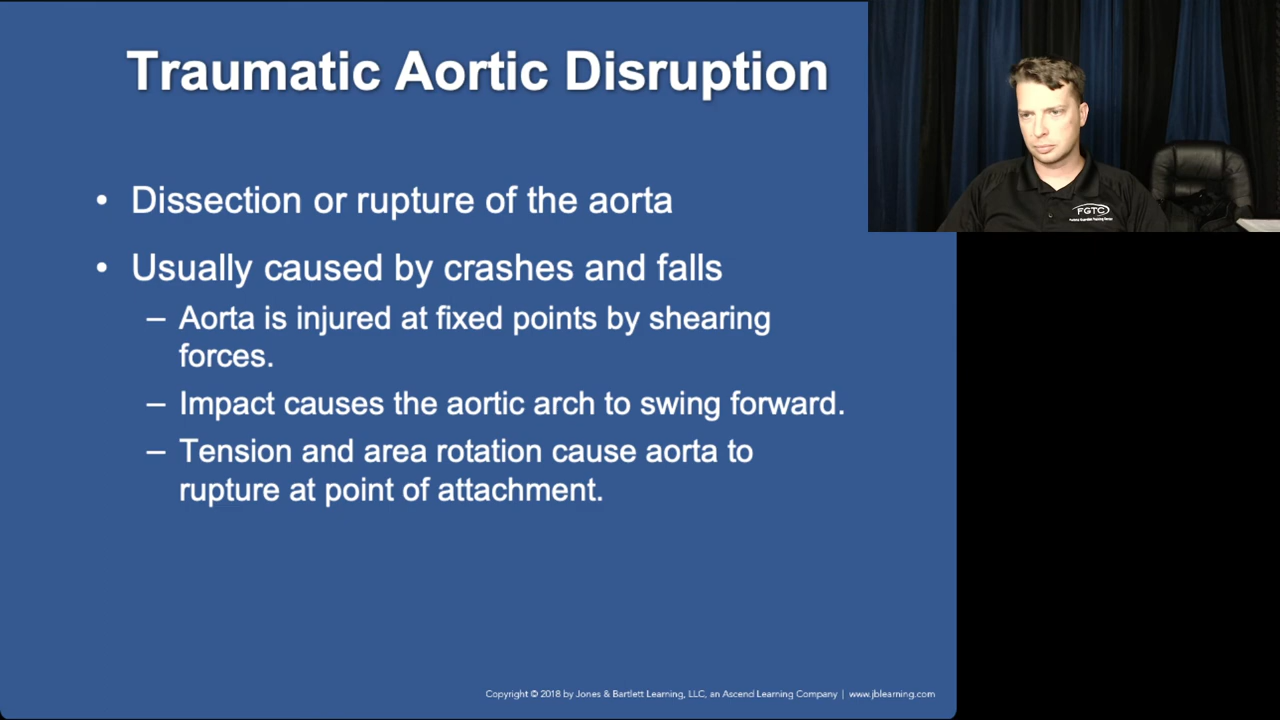 Traumatic Aortic Disruption
• Dissection or rupture of the aorta
• Usually caused by crashes and falls
– Aorta is injured at fixed points by shearing
forces.
– Impact causes the aortic arch to swing forward.
– Tension and area rotation cause aorta to
rupture at point of attachment.
FGTC
Copyright © 2018 by Jones & Bartlett Learning, LLC, an Ascend Learning Company | www.jblearning.com